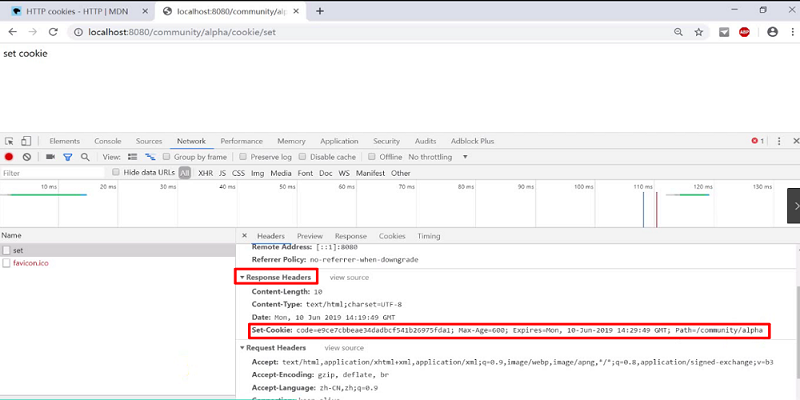 HTTP cookies - HTTP | MDN
localhost:8080/community/alp
localhost:8080/community/alpha/cookie/set
set cookie
Elements Console Sources Network Performance Memory Application Security Audits Adblock Plus 1
View: Group by frame Preserve log Disable cache Offline No throttling
Filter Hide data URLs All XHR JS CSS Img Media Font Doc WS Manifest Other
10 ms 20 ms 30 ms 40 ms 50 ms 60 ms 70 ms 80 ms 90 ms 100 ms 110 ms 120 ms 130 ms
Name Headers Preview Response Cookies Timing
set
favicon.ico
Remote Address: [::1]:8080
Referrer Policy: no-referrer-when-downgrade
Response Headers view source
Content-Length: 10
Content-Type: text/html;charset=UTF-8
Date: Mon, 10 Jun 2019 14:19:49 GMT
Set-Cookie: code=e9ce7cbbeae34dadbcf541b26975fda1; Max-Age=600; Expires=Mon, 10-Jun-2019 14:29:49 GMT; Path=/community/alpha
Request Headers view source
Accept: text/html,application/xhtml+xml,application/xml;q=0.9,image/webp,image/apng,*/*;q=0.8,application/signed-exchange;v=b3
Accept-Encoding: gzip, deflate, br
Accept-Language: zh-CN,zh;q=0.9